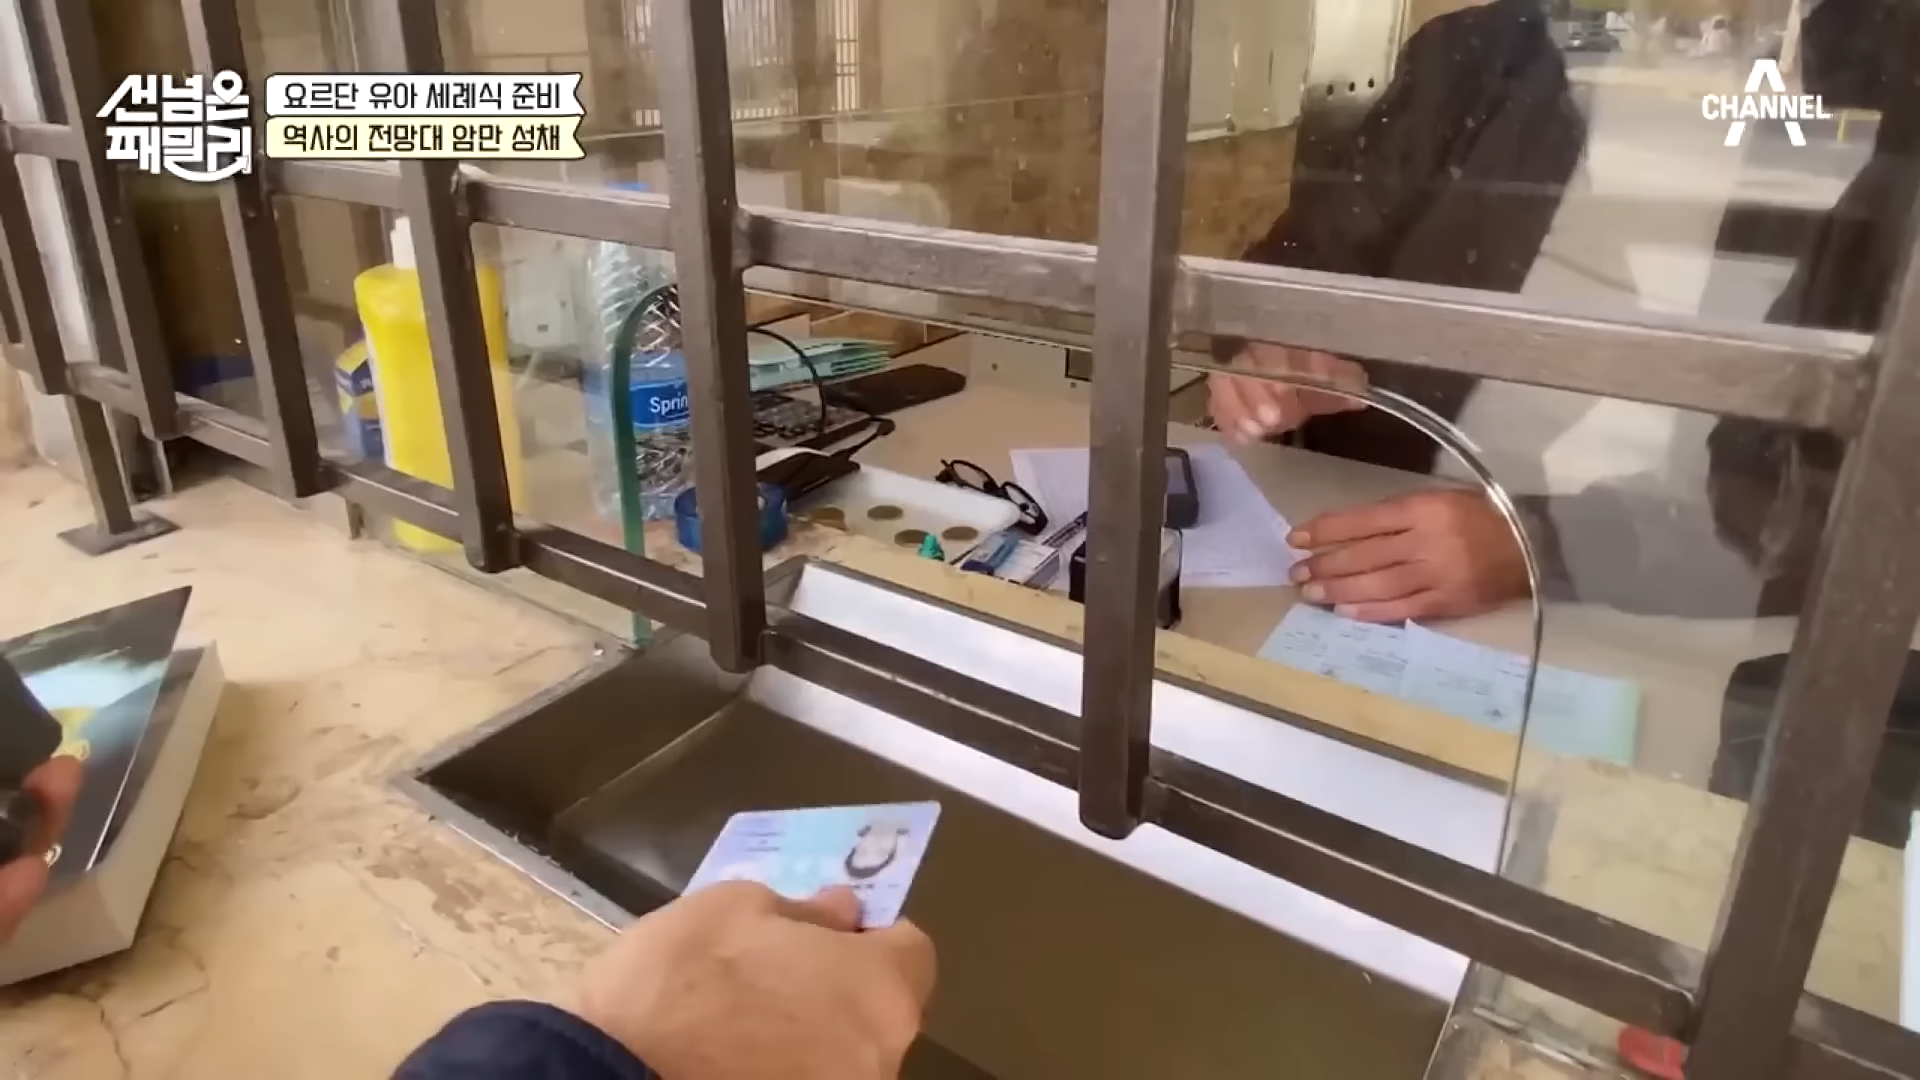 선넘은
패밀리
요르단 유아 세례식 준비
역사의 전망대 암만 성채
CHANNEL A
Sprin